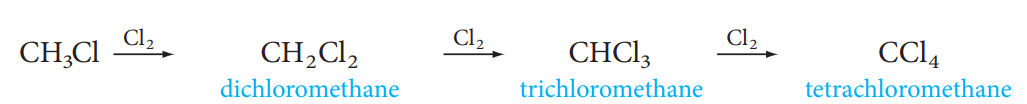 CH₃Cl —Cl₂→ CH₂Cl₂ —Cl₂→ CHCl₃ —Cl₂→ CCl₄
dichloromethane trichloromethane tetrachloromethane